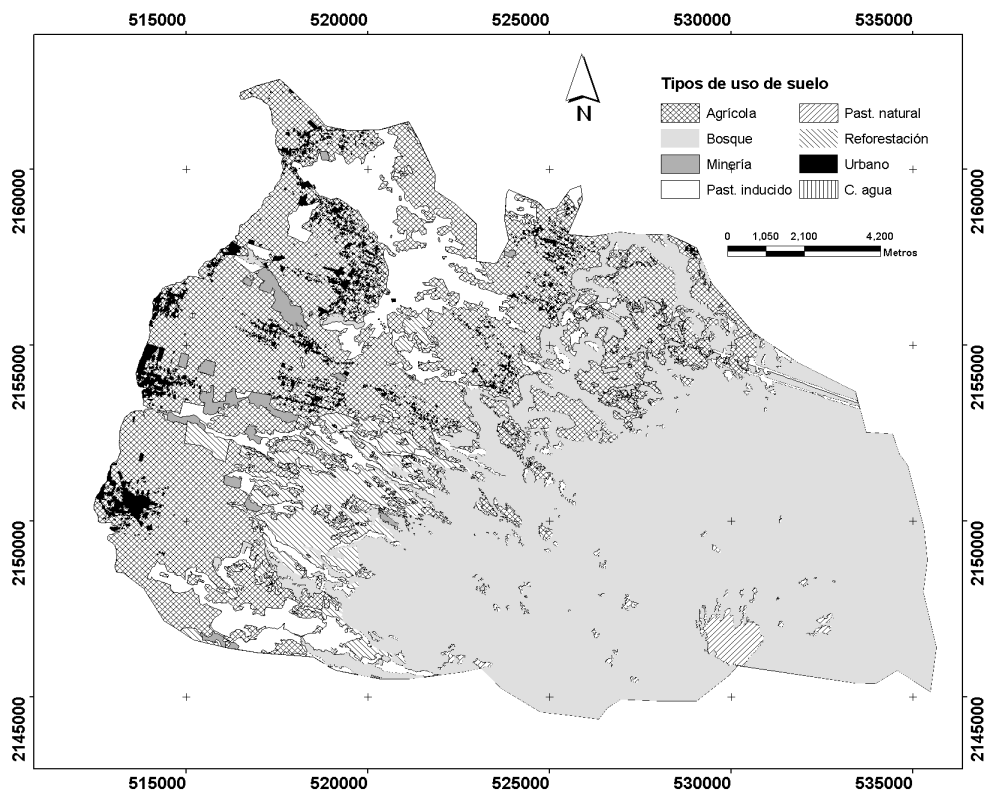 515000 520000 525000 530000 535000
N
Tipos de uso de suelo
Agrícola
Past. natural
Bosque
Reforestación
Minería
Urbano
Past. inducido
C. agua
0 1,050 2,100 4,200
Metros
2160000
2155000
2150000
2145000
2160000
2155000
2150000
2145000
515000 520000 525000 530000 535000